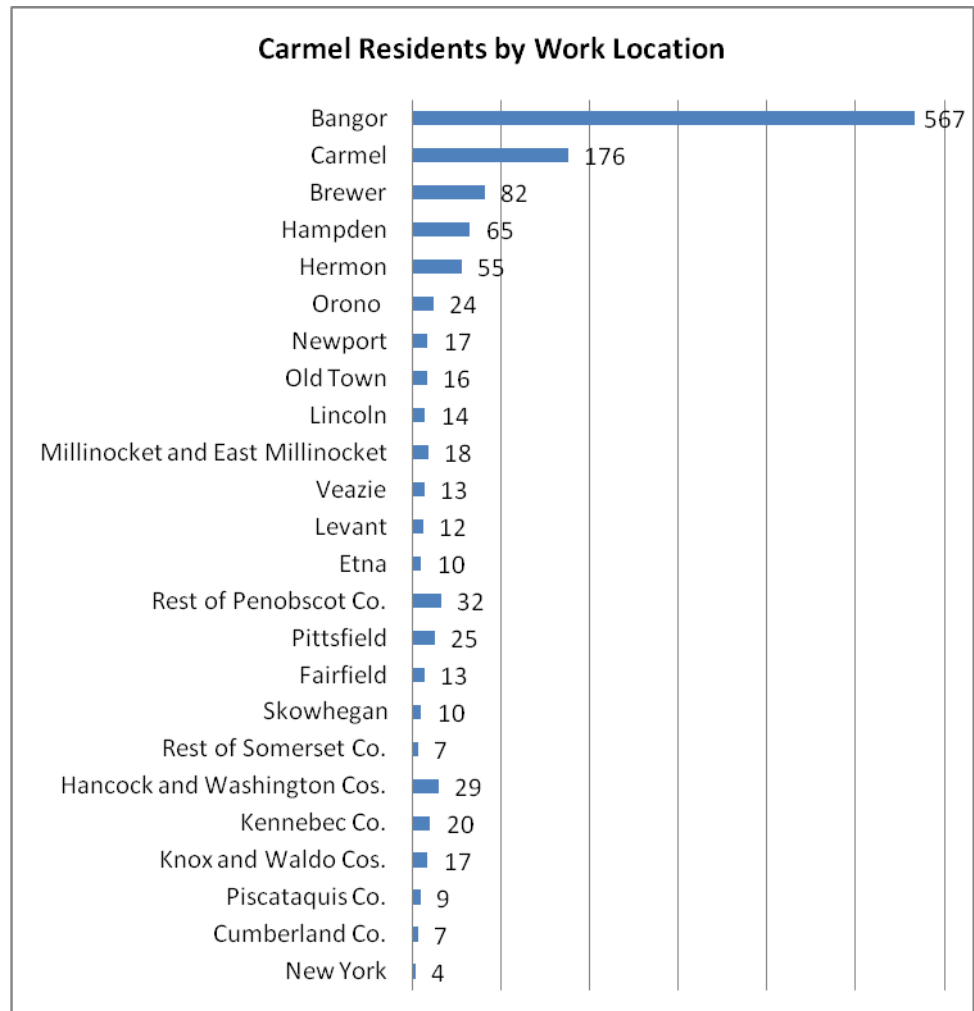 Carmel Residents by Work Location
Bangor 567
Carmel 176
Brewer 82
Hampden 65
Hermon 55
Orono 24
Newport 17
Old Town 16
Lincoln 14
Millinocket and East Millinocket 18
Veazie 13
Levant 12
Etna 10
Rest of Penobscot Co. 32
Pittsfield 25
Fairfield 13
Skowhegan 10
Rest of Somerset Co. 7
Hancock and Washington Cos. 29
Kennebec Co. 20
Knox and Waldo Cos. 17
Piscataquis Co. 9
Cumberland Co. 7
New York 4